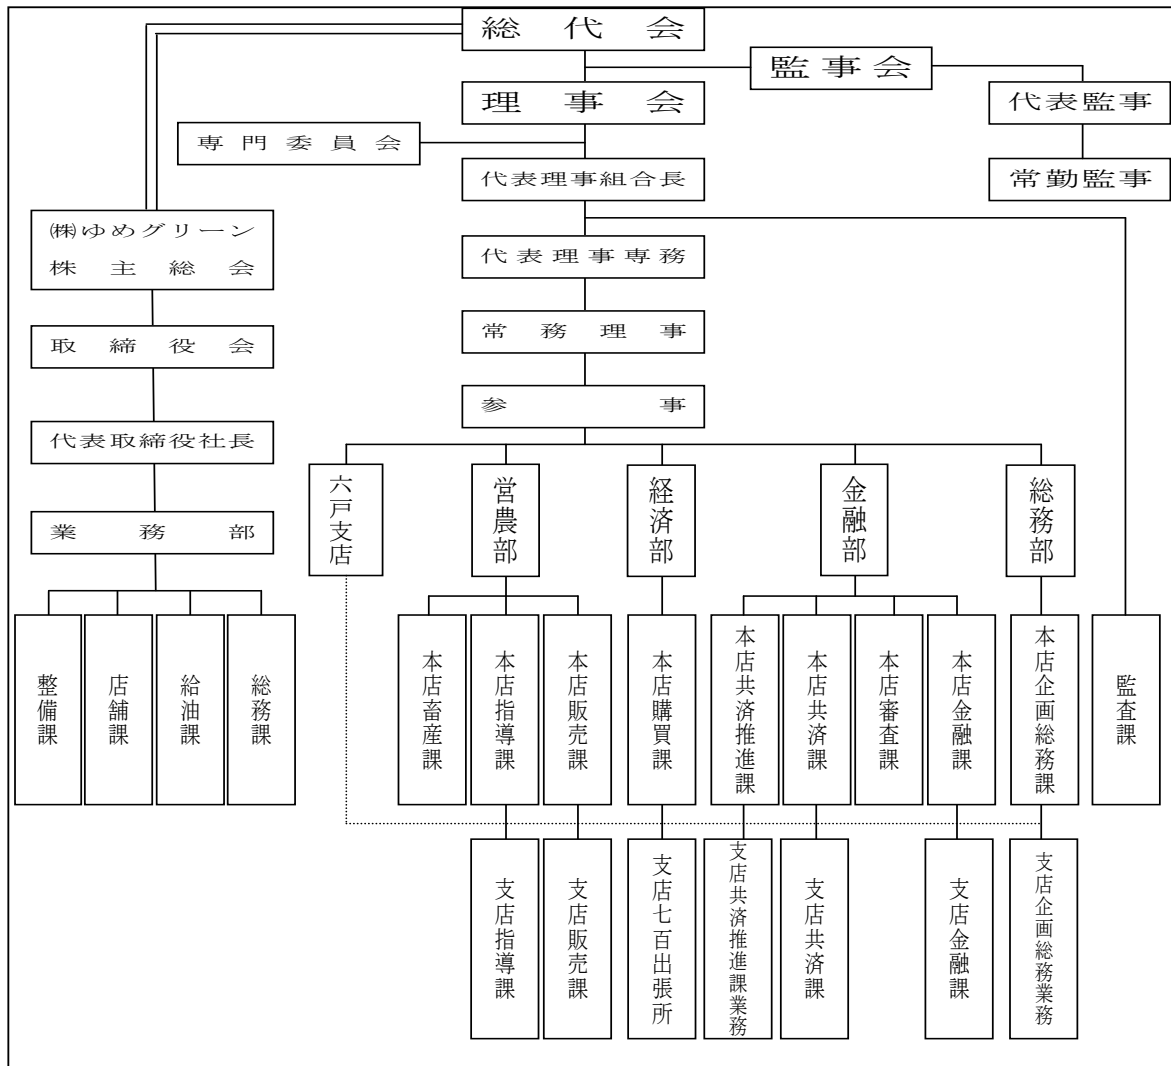 総代会
監事会
理事会
代表監事
専門委員会
代表理事組合長
常勤監事
㈱ゆめグリーン
株主総会
代表理事専務
常務理事
取締役会
参事
代表取締役社長
業務部
六戸支店
営農部
経済部
金融部
総務部
整備課
店舗課
給油課
総務課
本店畜産課
本店指導課
本店販売課
本店購買課
本店共済推進課
本店共済課
本店審査課
本店金融課
本店企画総務課
監査課
支店指導課
支店販売課
支店七百出張所
支店共済推進課業務
支店共済課
支店金融課
支店企画総務業務